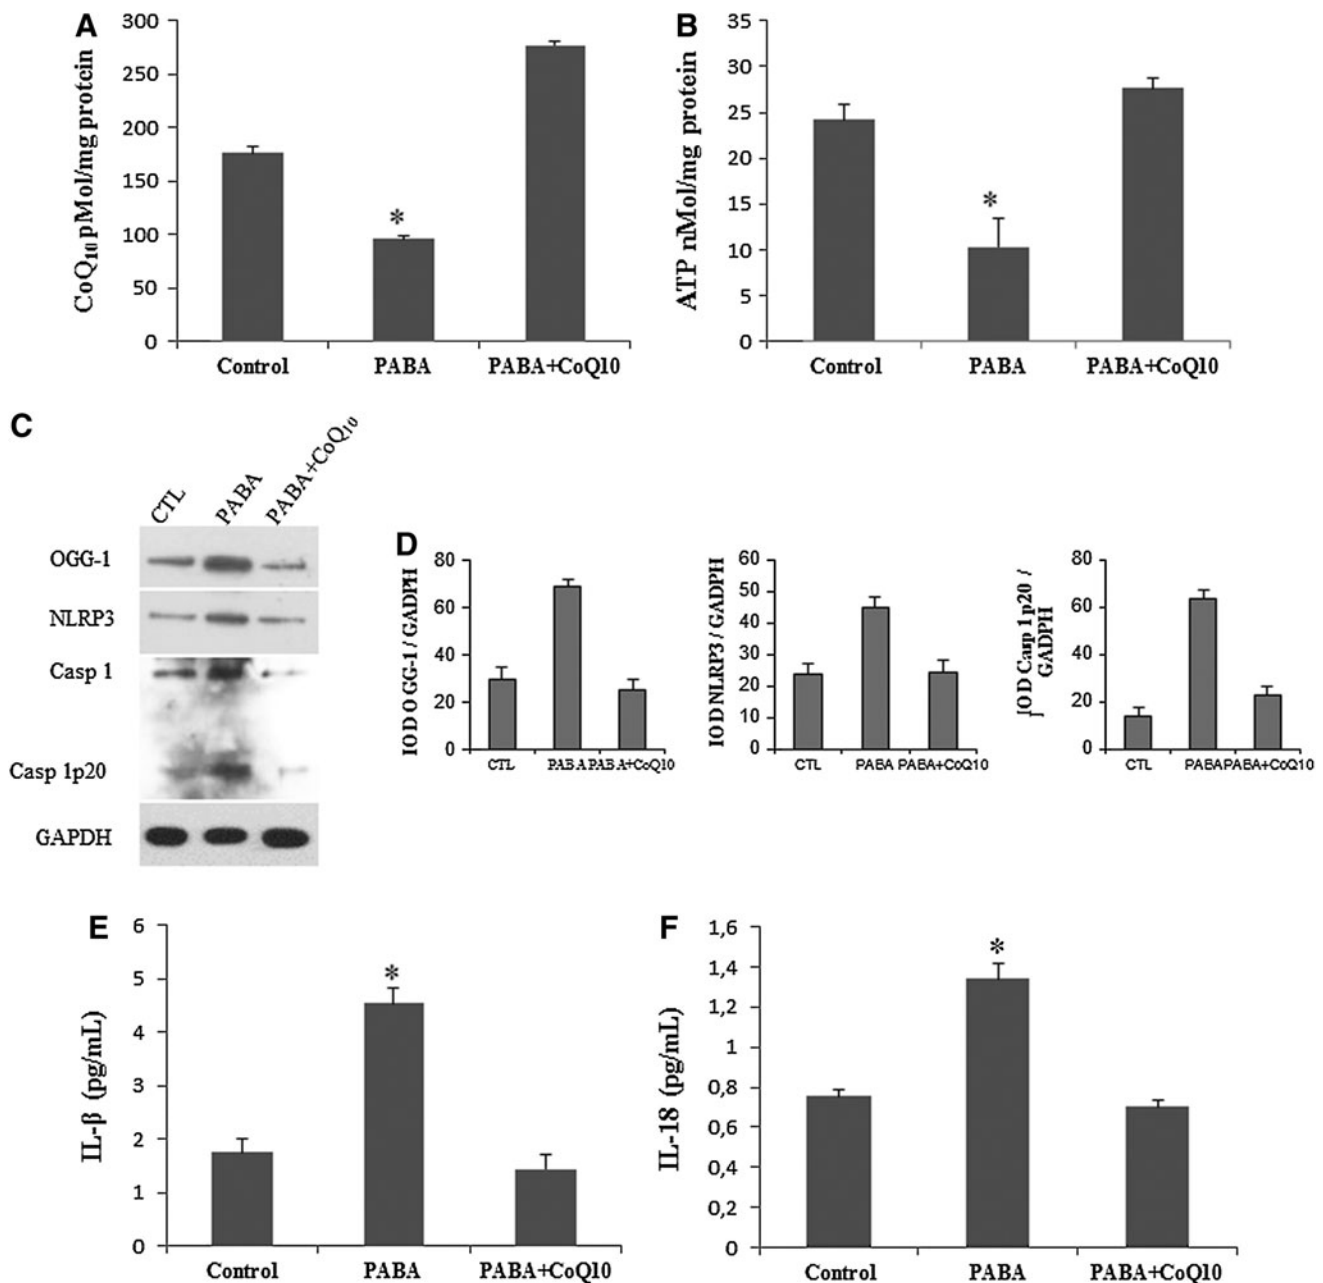 A
CoQ10 pMol/mg protein
300
250
200
150
100
50
0
*
Control PABA PABA+CoQ10
B
ATP nMol/mg protein
35
30
25
20
15
10
5
0
*
Control PABA PABA+CoQ10
C
CTL PABA PABA+CoQ10
OGG-1
NLRP3
Casp 1
Casp 1p20
GAPDH
D
IOD OGG-1 / GADPH
80
60
40
20
0
CTL PABA PABA+CoQ10
IOD NLRP3 / GADPH
60
50
40
30
20
10
0
CTL PABA PABA+CoQ10
IOD Casp 1p20 /
GADPH
80
60
40
20
0
CTL PABA PABA+CoQ10
E
IL-β (pg/mL)
6
5
4
3
2
1
0
*
Control PABA PABA+CoQ10
F
IL-18 (pg/mL)
1,6
1,4
1,2
1
0,8
0,6
0,4
0,2
0
*
Control PABA PABA+CoQ10